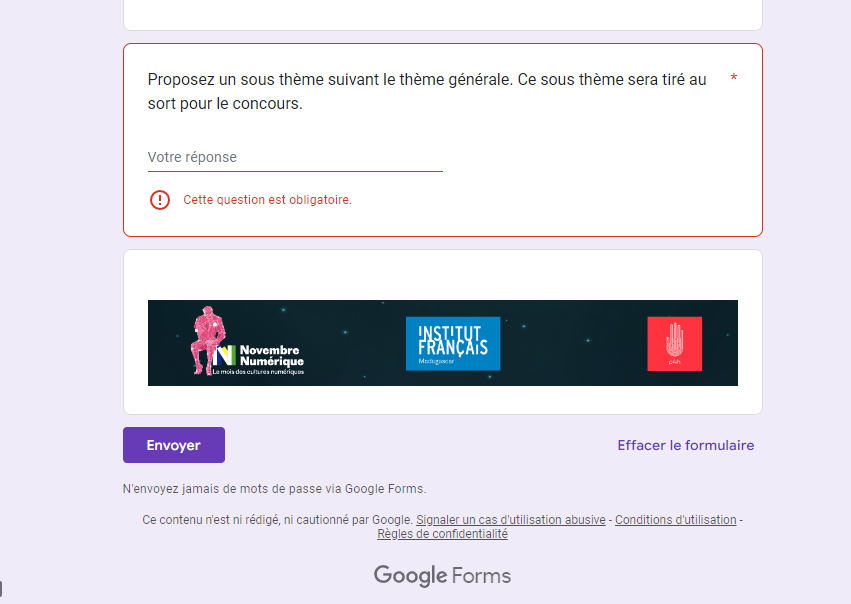 Proposez un sous thème suivant le thème générale. Ce sous thème sera tiré au *
sort pour le concours.
Votre réponse
Cette question est obligatoire.
Novembre
Numérique
Le mois des cultures numériques
INSTITUT
FRANÇAIS
Madagascar
Envoyer
Effacer le formulaire
N'envoyez jamais de mots de passe via Google Forms.
Ce contenu n'est ni rédigé, ni cautionné par Google. Signaler un cas d'utilisation abusive - Conditions d'utilisation -
Règles de confidentialité
Google Forms